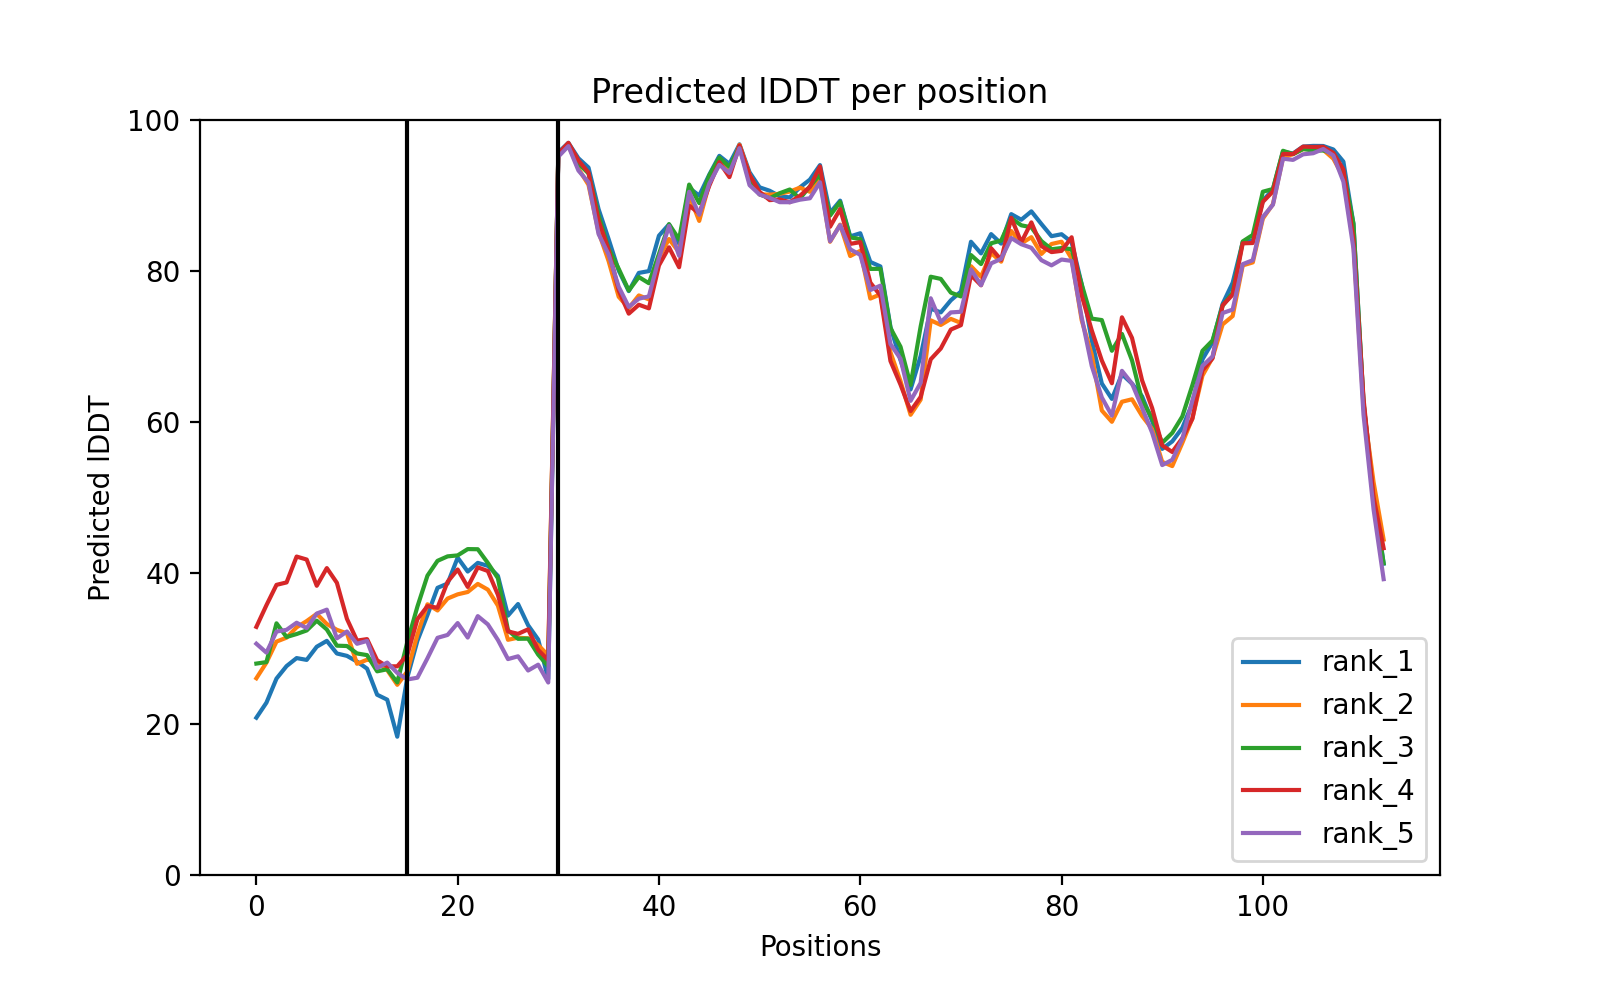 Predicted lDDT per position
100
80
60
40
20
0
Predicted lDDT
0 20 40 60 80 100
Positions
rank_1
rank_2
rank_3
rank_4
rank_5